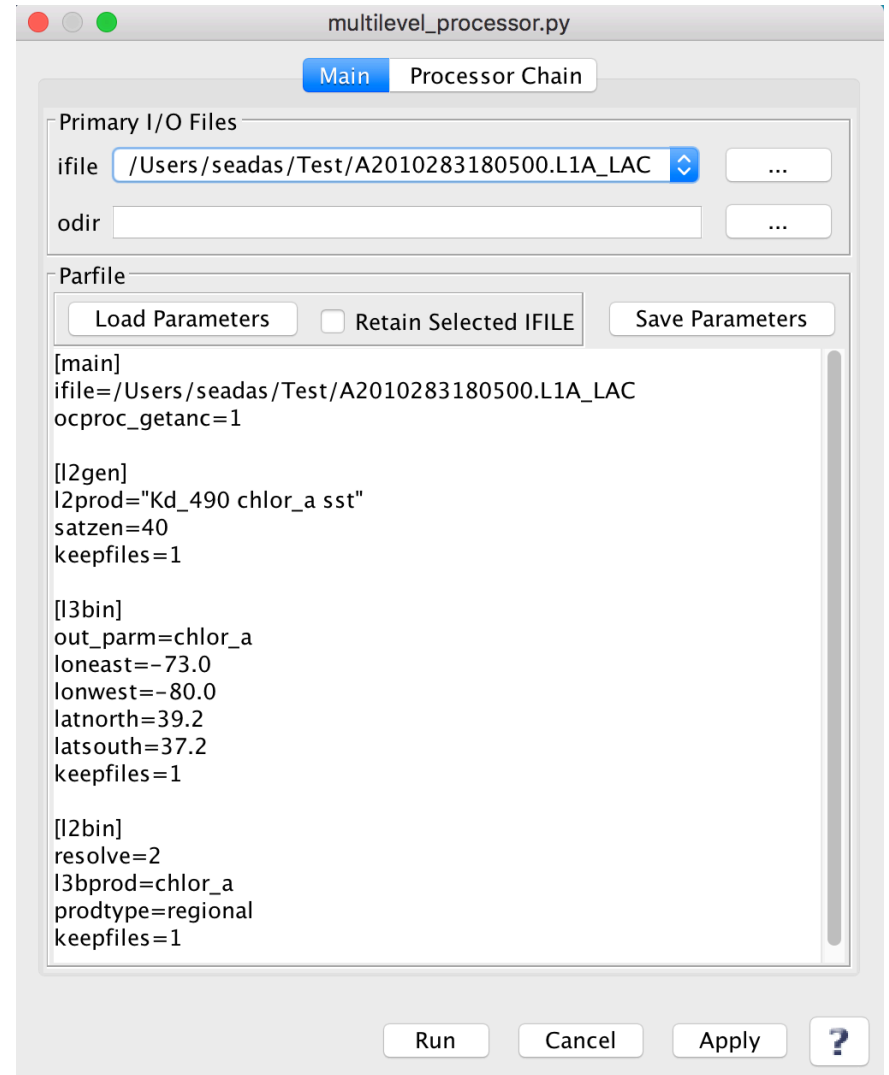 multilevel_processor.py
Main Processor Chain
Primary I/O Files
ifile /Users/seadas/Test/A2010283180500.L1A_LAC ...
odir ...
Parfile
Load Parameters Retain Selected IFILE Save Parameters
[main]
ifile=/Users/seadas/Test/A2010283180500.L1A_LAC
ocproc_getanc=1
[l2gen]
l2prod="Kd_490 chlor_a sst"
satzen=40
keepfiles=1
[l3bin]
out_parm=chlor_a
loneast=-73.0
lonwest=-80.0
latnorth=39.2
latsouth=37.2
keepfiles=1
[l2bin]
resolve=2
l3bprod=chlor_a
prodtype=regional
keepfiles=1
Run Cancel Apply ?